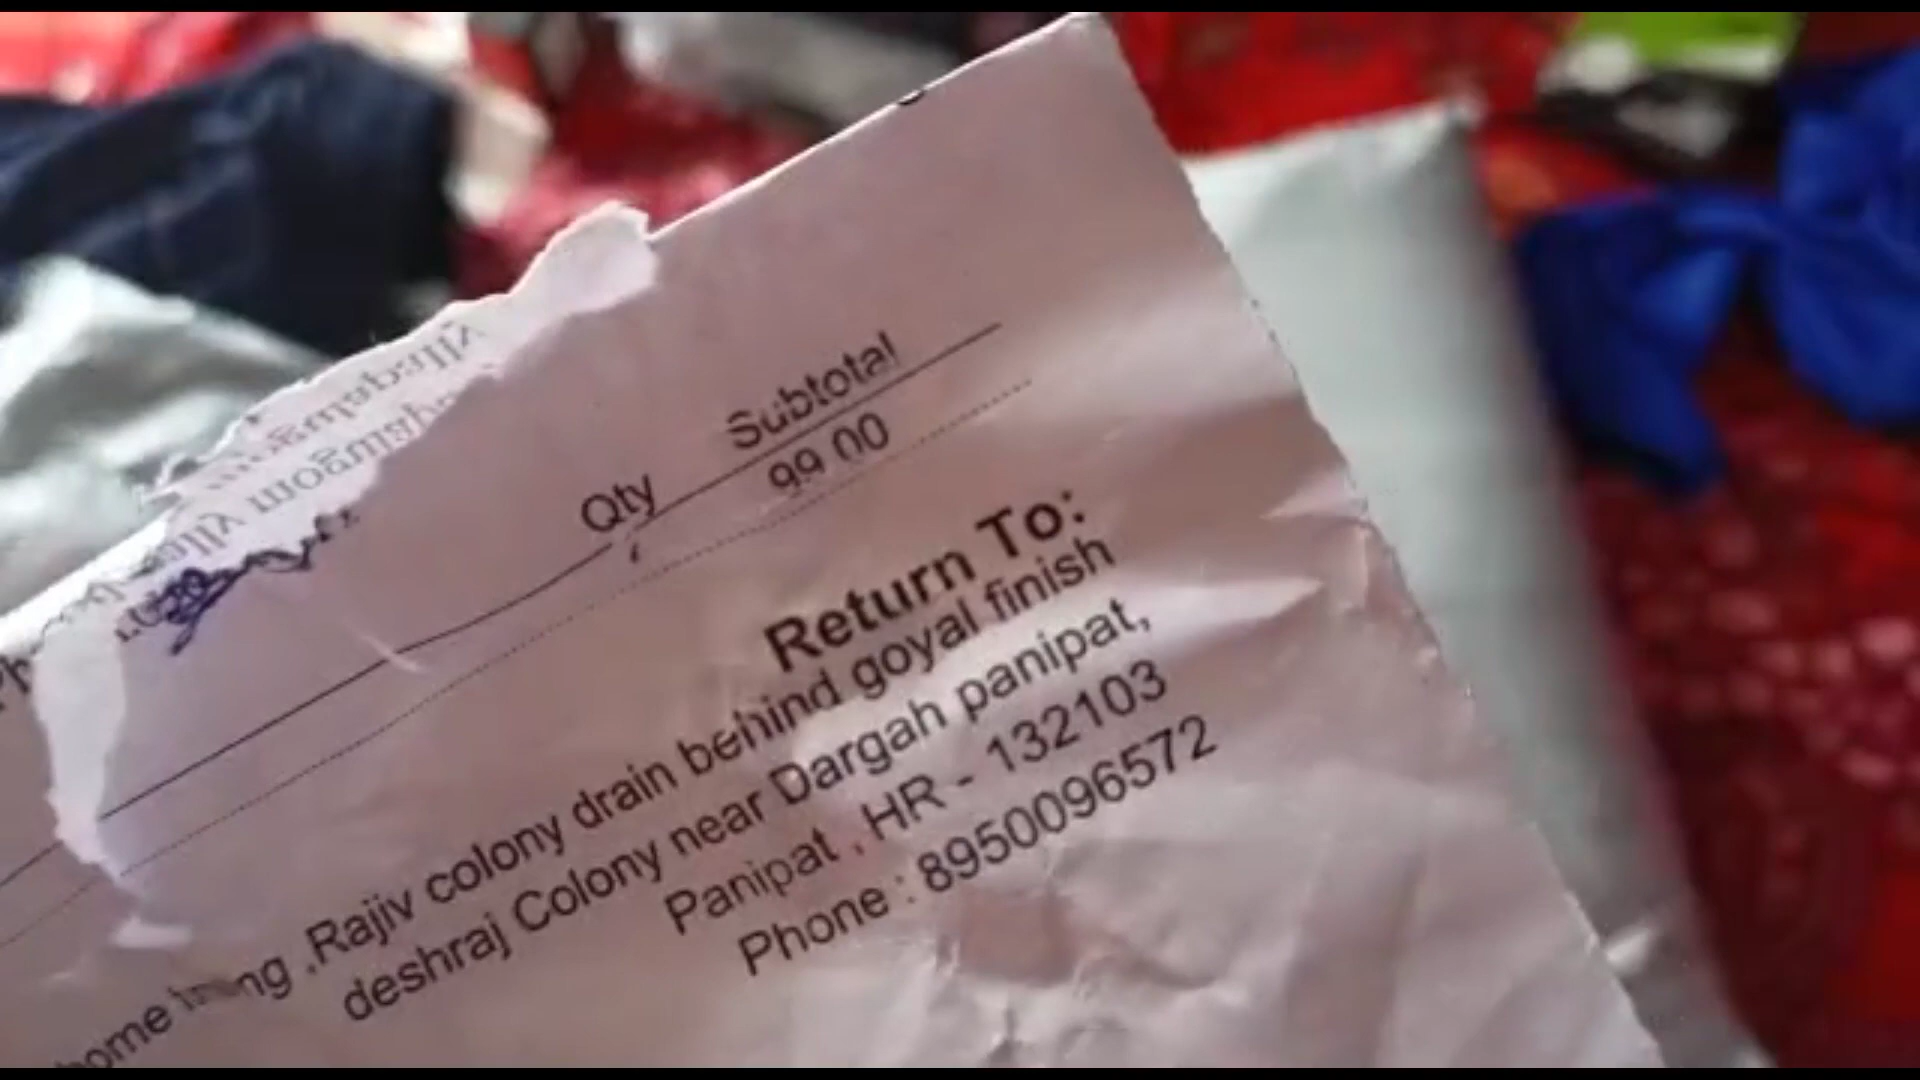 Qty Subtotal
99.00
Return To:
home ,Rajiv colony drain behind goyal finish
deshraj Colony near Dargah panipat,
Panipat , HR - 132103
Phone : 8950096572